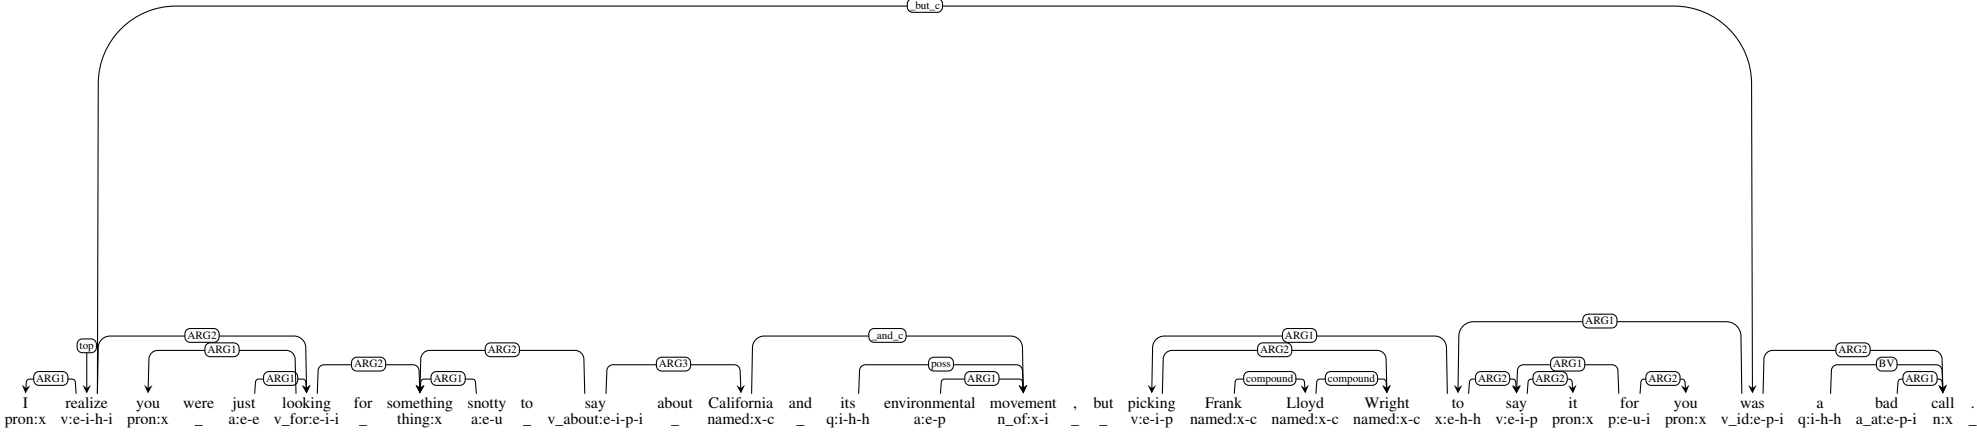 _but_c
ARG1
ARG2 _and_c ARG1
top ARG1 ARG2 ARG2 ARG2
ARG2 ARG3 poss ARG1 BV
ARG1 ARG1 ARG1 ARG1 compound compound ARG2 ARG2 ARG2 ARG1
I realize you were just looking for something snotty to say about California and its environmental movement , but picking Frank Lloyd Wright to say it for you was a bad call .
pron:x v:e-i-h-i pron:x _ a:e-e v_for:e-i-i _ thing:x a:e-u _ v_about:e-i-p-i _ named:x-c _ q:i-h-h a:e-p n_of:x-i _ _ v:e-i-p named:x-c named:x-c named:x-c x:e-h-h v:e-i-p pron:x p:e-u-i pron:x v_id:e-p-i q:i-h-h a_at:e-p-i n:x _